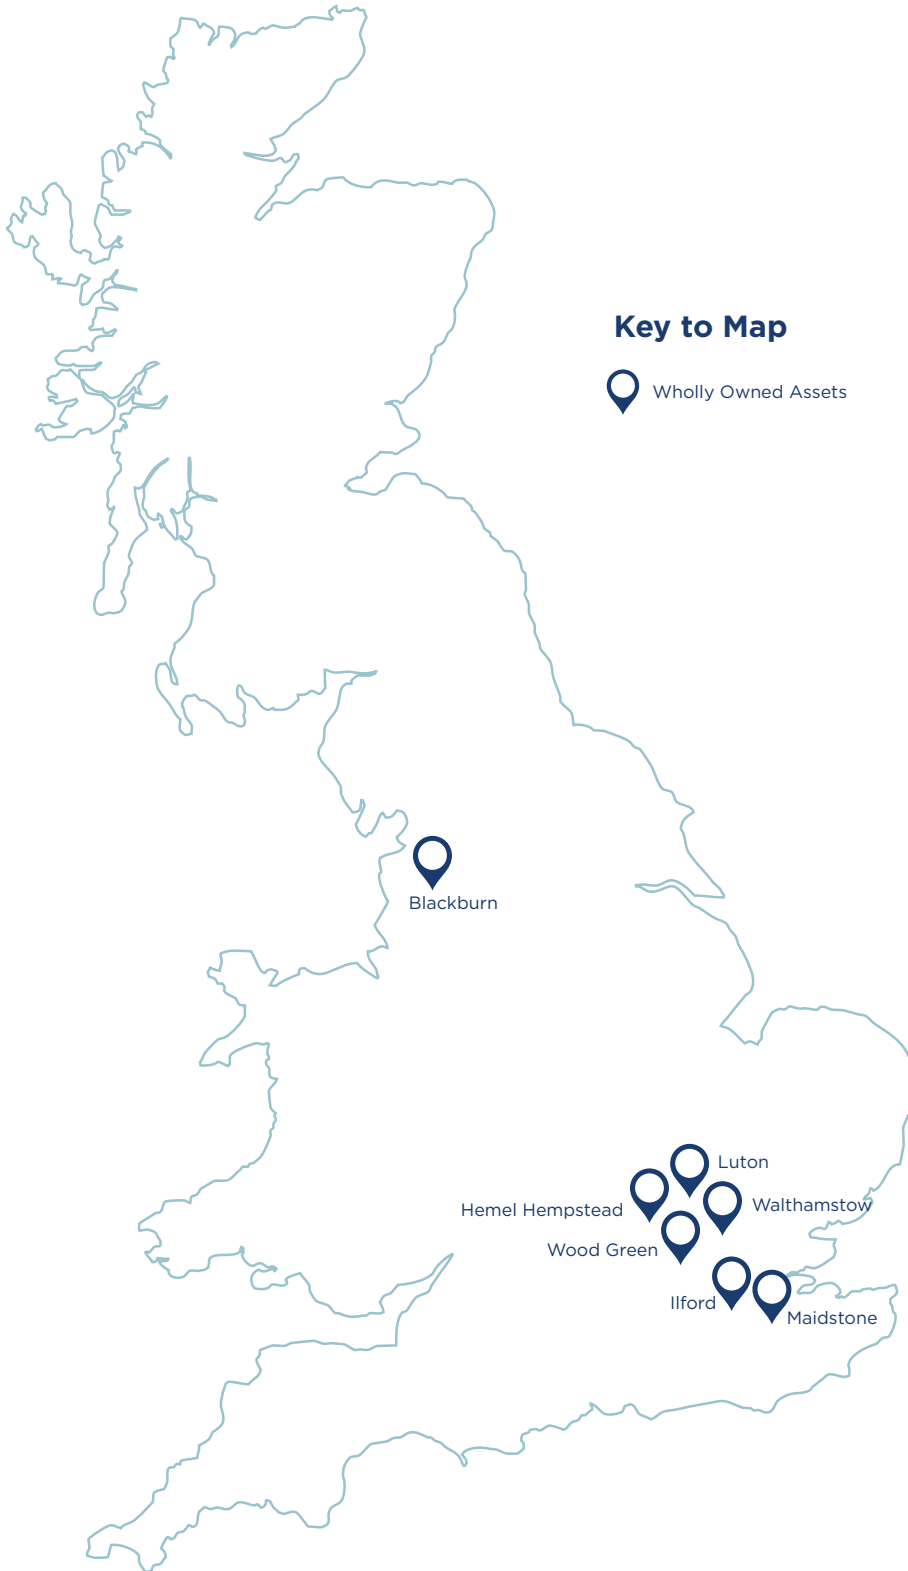 Key to Map
Wholly Owned Assets
Blackburn
Luton
Hemel Hempstead
Walthamstow
Wood Green
Ilford
Maidstone